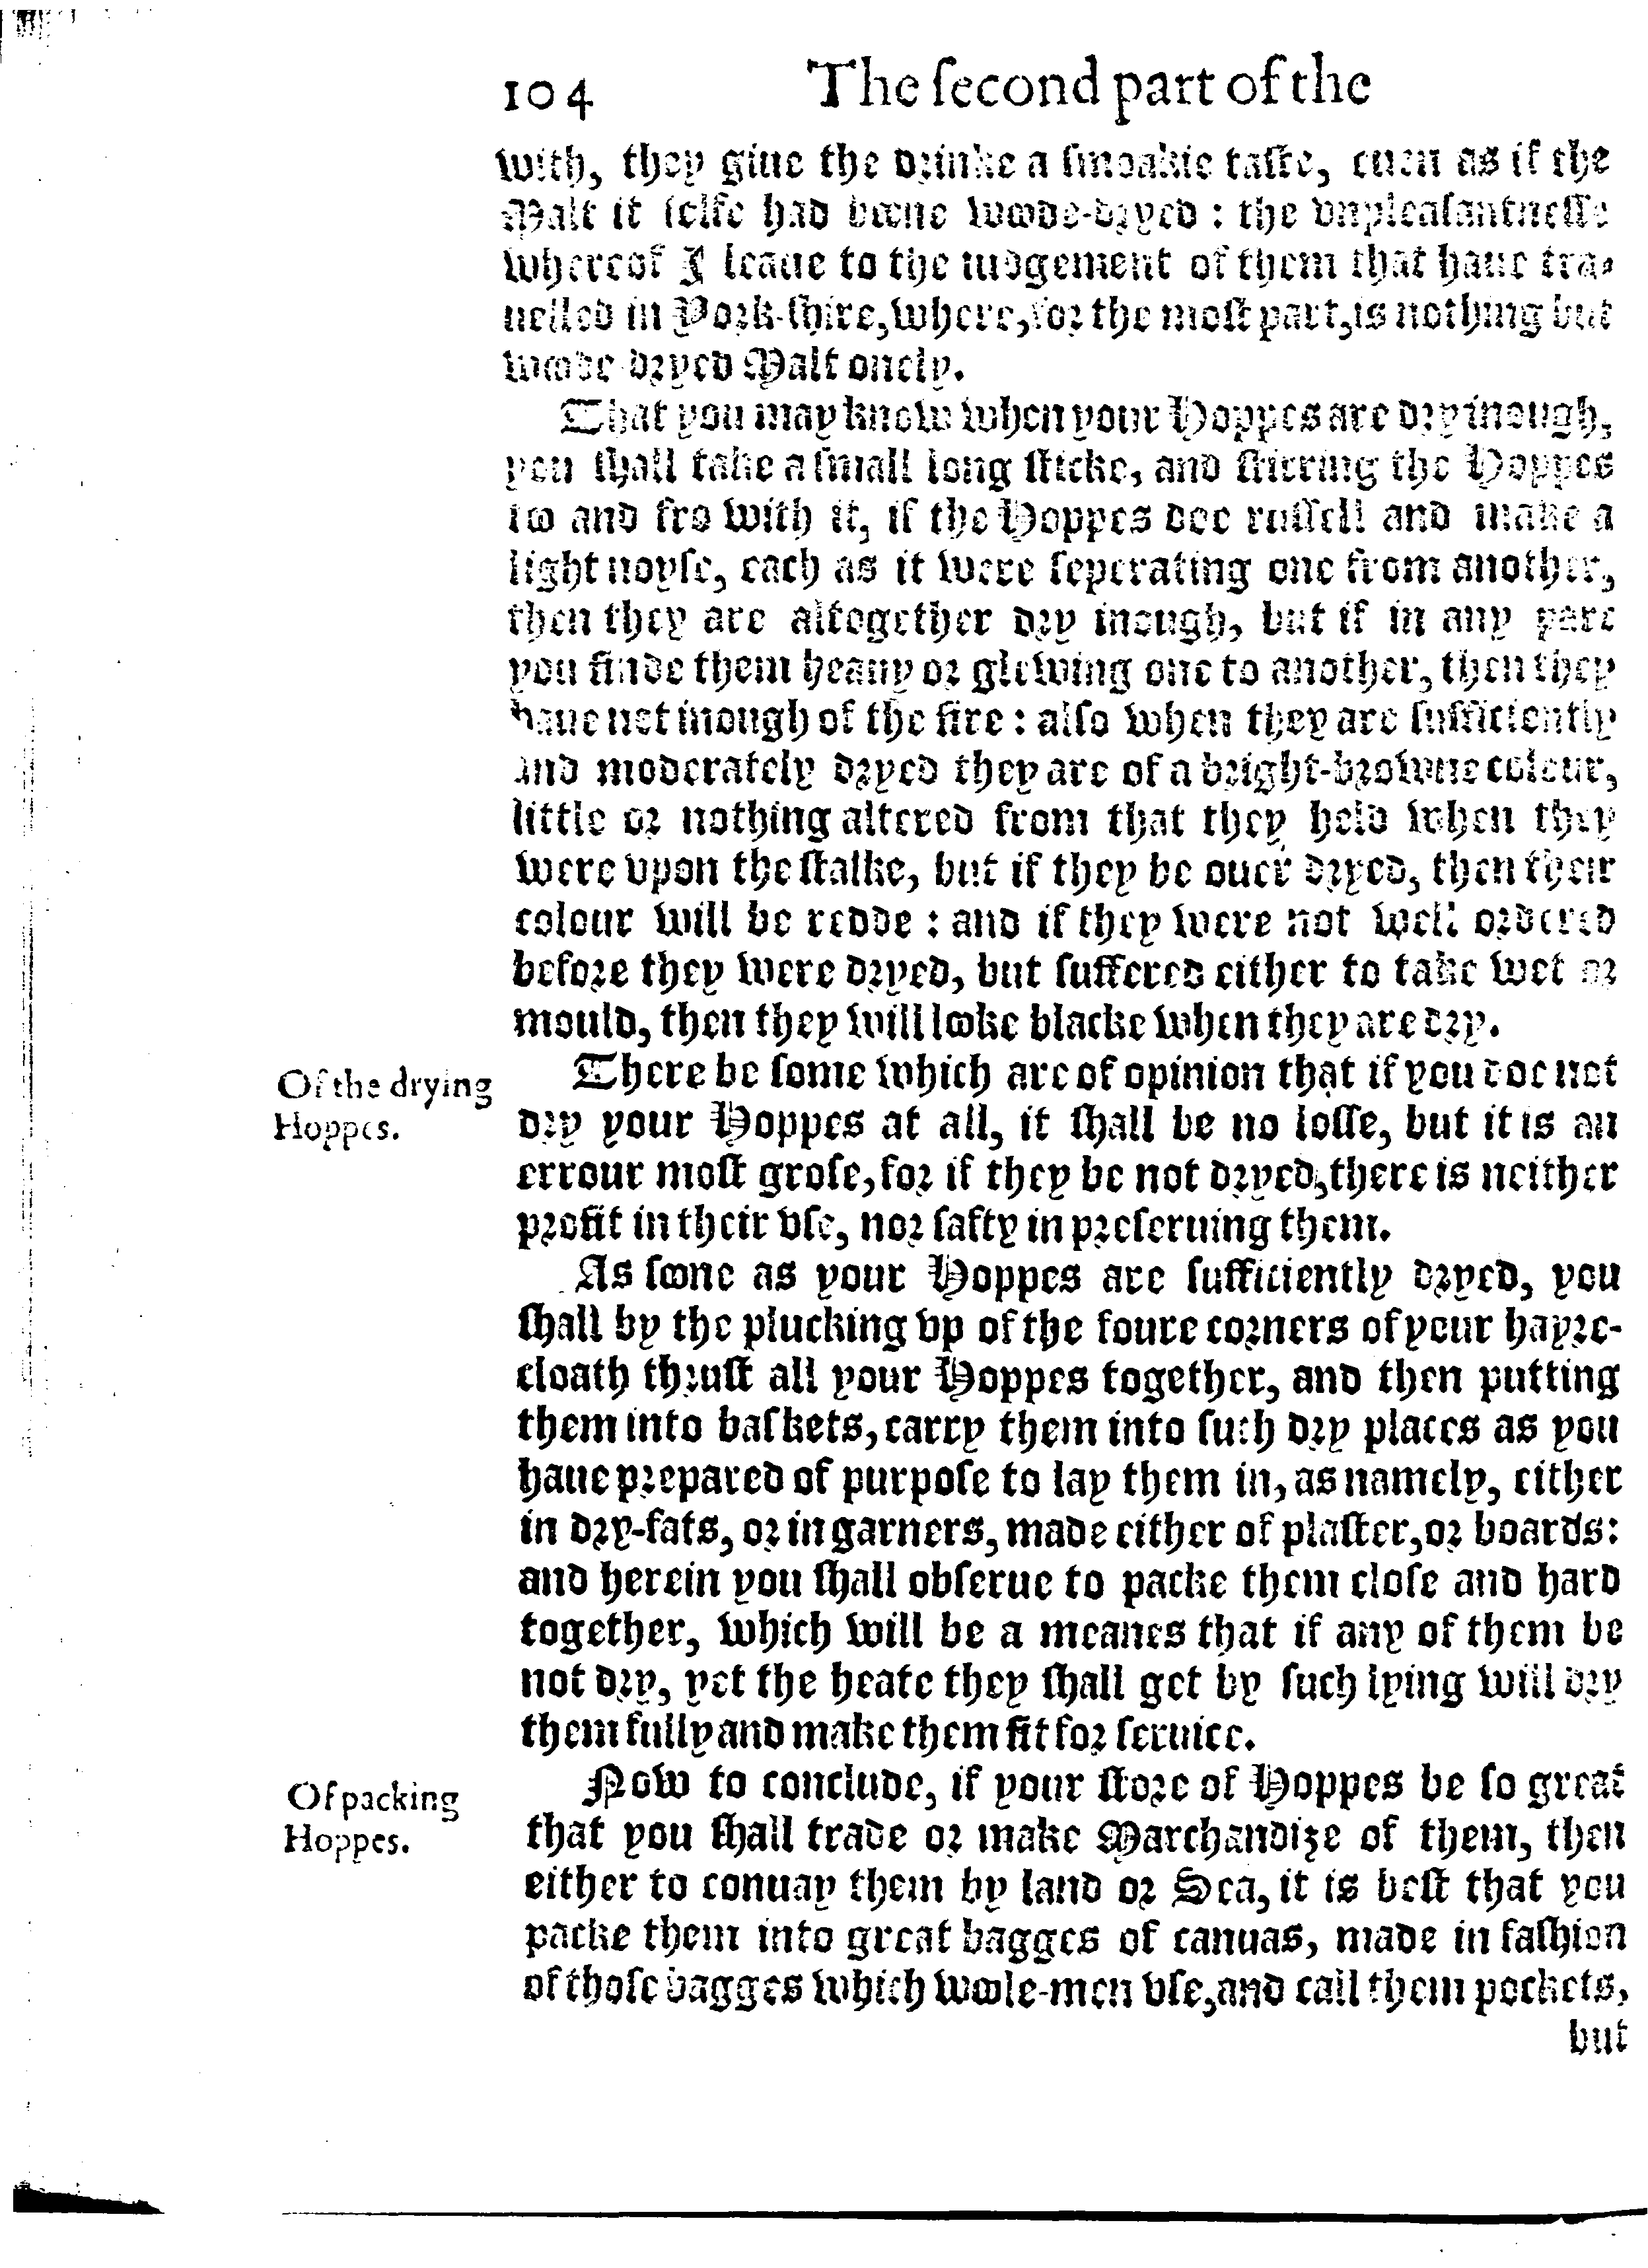 104 The ſecond part of the
with, they giue the drinke a ſmoakie taſte, euen as if the
Malt it ſelfe had béene woode-dryed : the vnpleaſantneſſe
whereof I leaue to the iudgement of them that haue tra-
uelled in York-ſhire, where, for the moſt part, is nothing but
woode-dryed Malt onely.
That you may know when your Hoppes are dry inough,
you ſhall take a ſmall long ſticke, and ſtirring the Hoppes
too and fro with it, if the Hoppes doe ruſſell and make a
light noyſe, each as it were ſeperating one from another,
then they are altogether dry inough, but if in any part
you finde them heauy or glewing one to another, then they
haue not inough of the fire : alſo when they are ſufficiently
and moderately dryed they are of a bright-browne colour,
little or nothing altered from that they held when they
were vpon the ſtalke, but if they be ouer dryed, then their
colour will be redde : and if they were not well ordered
before they were dryed, but ſuffered either to take wet or
mould, then they will looke blacke when they are dry.
Of the drying
Hoppes.
There be ſome which are of opinion that if you doe not
dry your Hoppes at all, it ſhall be no loſſe, but it is an
errour moſt groſe, for if they be not dryed, there is neither
profit in their vſe, nor ſafty in preſeruing them.
As ſoone as your Hoppes are ſufficiently dryed, you
ſhall by the plucking vp of the foure corners of your hayre-
cloath thruſt all your Hoppes together, and then putting
them into baſkets, carry them into ſuch dry places as you
haue prepared of purpoſe to lay them in, as namely, either
in dry-fats, or in garners, made either of plaſter, or boards:
and herein you ſhall obſerue to packe them cloſe and hard
together, which will be a meanes that if any of them be
not dry, yet the heate they ſhall get by ſuch lying will dry
them fully and make them fit for ſeruice.
Of packing
Hoppes.
Now to conclude, if your ſtore of Hoppes be ſo great
that you ſhall trade or make Marchandize of them, then
either to conuay them by land or Sea, it is beſt that you
packe them into great bagges of canuas, made in faſhion
of thoſe bagges which woole-men vſe, and call them pockets,
but